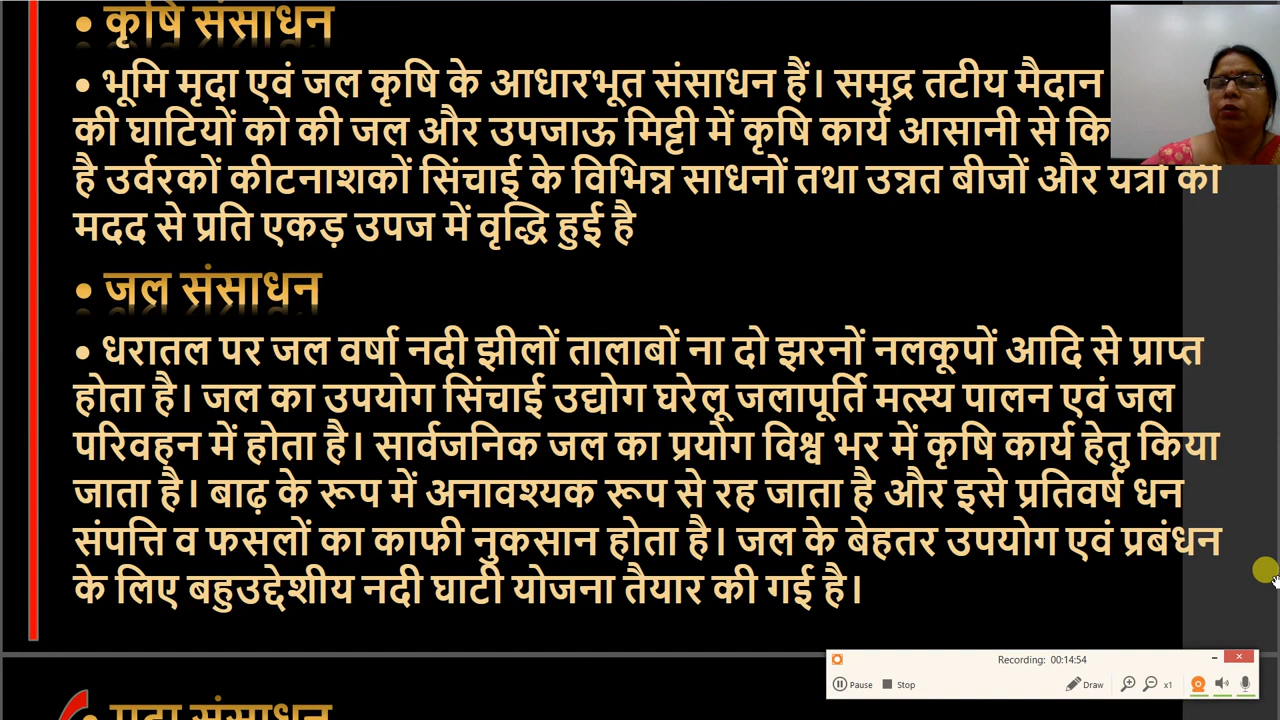 • कृषि संसाधन
• भूमि मृदा एवं जल कृषि के आधारभूत संसाधन हैं। समुद्र तटीय मैदान
की घाटियों को की जल और उपजाऊ मिट्टी में कृषि कार्य आसानी से कि
है उर्वरकों कीटनाशकों सिंचाई के विभिन्न साधनों तथा उन्नत बीजों और
मदद से प्रति एकड़ उपज में वृद्धि हुई है
• जल संसाधन
• धरातल पर जल वर्षा नदी झीलों तालाबों ना दो झरनों नलकूपों आदि से प्राप्त
होता है। जल का उपयोग सिंचाई उद्योग घरेलू जलापूर्ति मत्स्य पालन एवं जल
परिवहन में होता है। सार्वजनिक जल का प्रयोग विश्व भर में कृषि कार्य हेतु किया
जाता है। बाढ़ के रूप में अनावश्यक रूप से रह जाता है और इसे प्रतिवर्ष धन
संपत्ति व फसलों का काफी नुकसान होता है। जल के बेहतर उपयोग एवं प्रबंधन
के लिए बहुउद्देशीय नदी घाटी योजना तैयार की गई है।
Recording: 00:14:54
Pause Stop Draw x1